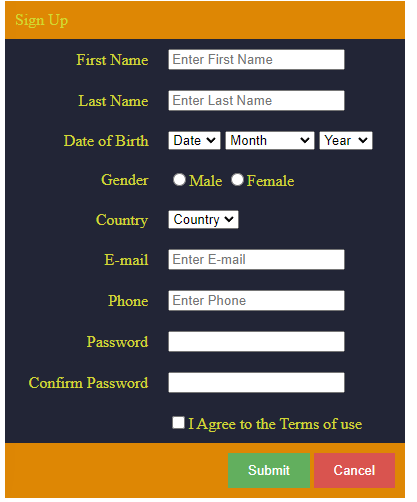 Sign Up
First Name Enter First Name
Last Name Enter Last Name
Date of Birth Date Month Year
Gender Male Female
Country Country
E-mail Enter E-mail
Phone Enter Phone
Password
Confirm Password
I Agree to the Terms of use
Submit Cancel